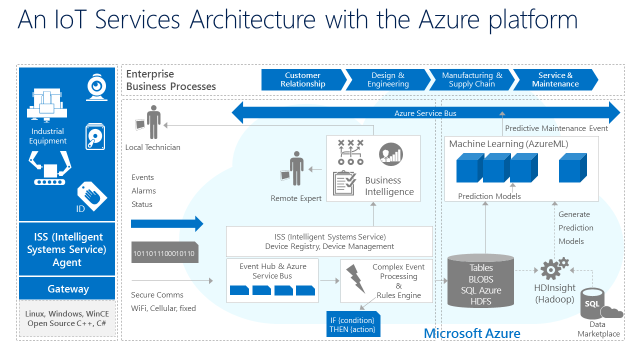 An IoT Services Architecture with the Azure platform
Enterprise
Business Processes
Customer
Relationship
Design &
Engineering
Manufacturing &
Supply Chain
Service &
Maintenance
Azure Service Bus
Industrial
Equipment
ID
ISS (Intelligent
Systems Service)
Agent
Gateway
Linux, Windows, WinCE
Open Source C++, C#
Local Technician
Events
Alarms
Status
1011011100010110
Secure Comms
WiFi, Cellular, fixed
Remote Expert
Business
Intelligence
ISS (Intelligent Systems Service)
Device Registry, Device Management
Event Hub & Azure
Service Bus
Complex Event
Processing
&
Rules Engine
IF (condition)
THEN (action)
Predictive Maintenance Event
Machine Learning (AzureML)
Prediction Models
Generate
Prediction
Models
Tables
BLOBS
SQL Azure
HDFS
HDInsight
(Hadoop)
SQL
Data
Marketplace
Microsoft Azure